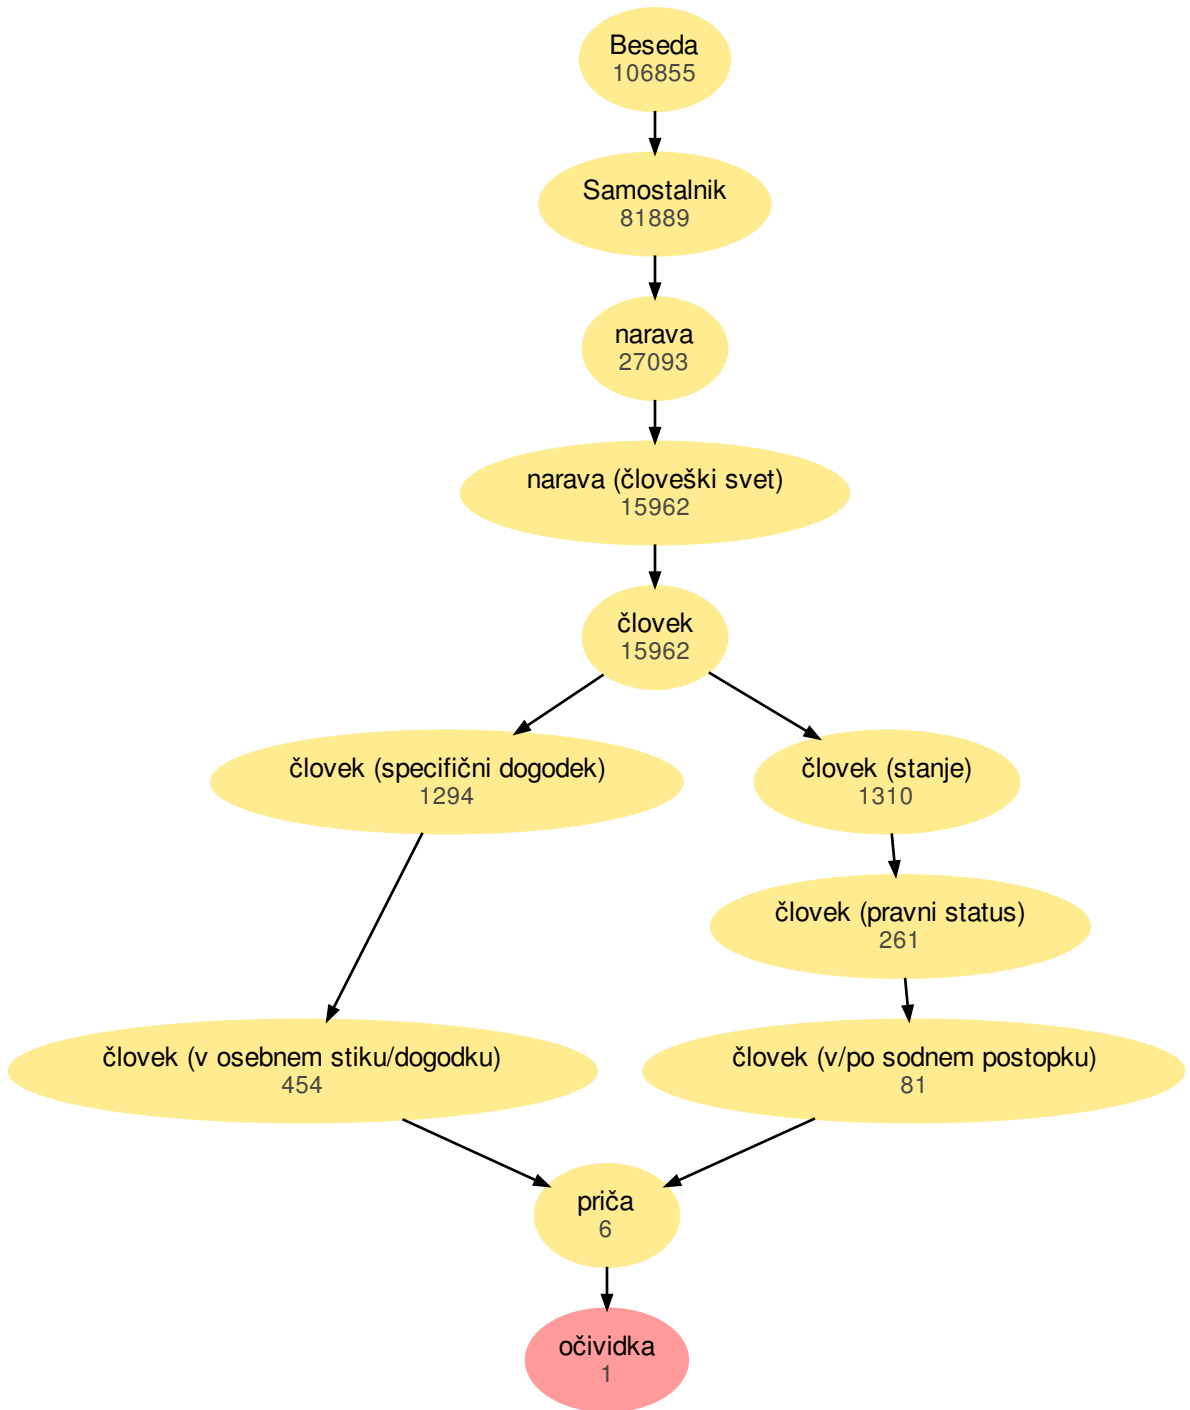 Beseda
106855
Samostalnik
81889
narava
27093
narava (človeški svet)
15962
človek
15962
človek (specifični dogodek)
1294
človek (stanje)
1310
človek (pravni status)
261
človek (v osebnem stiku/dogodku)
454
človek (v/po sodnem postopku)
81
priča
6
očividka
1